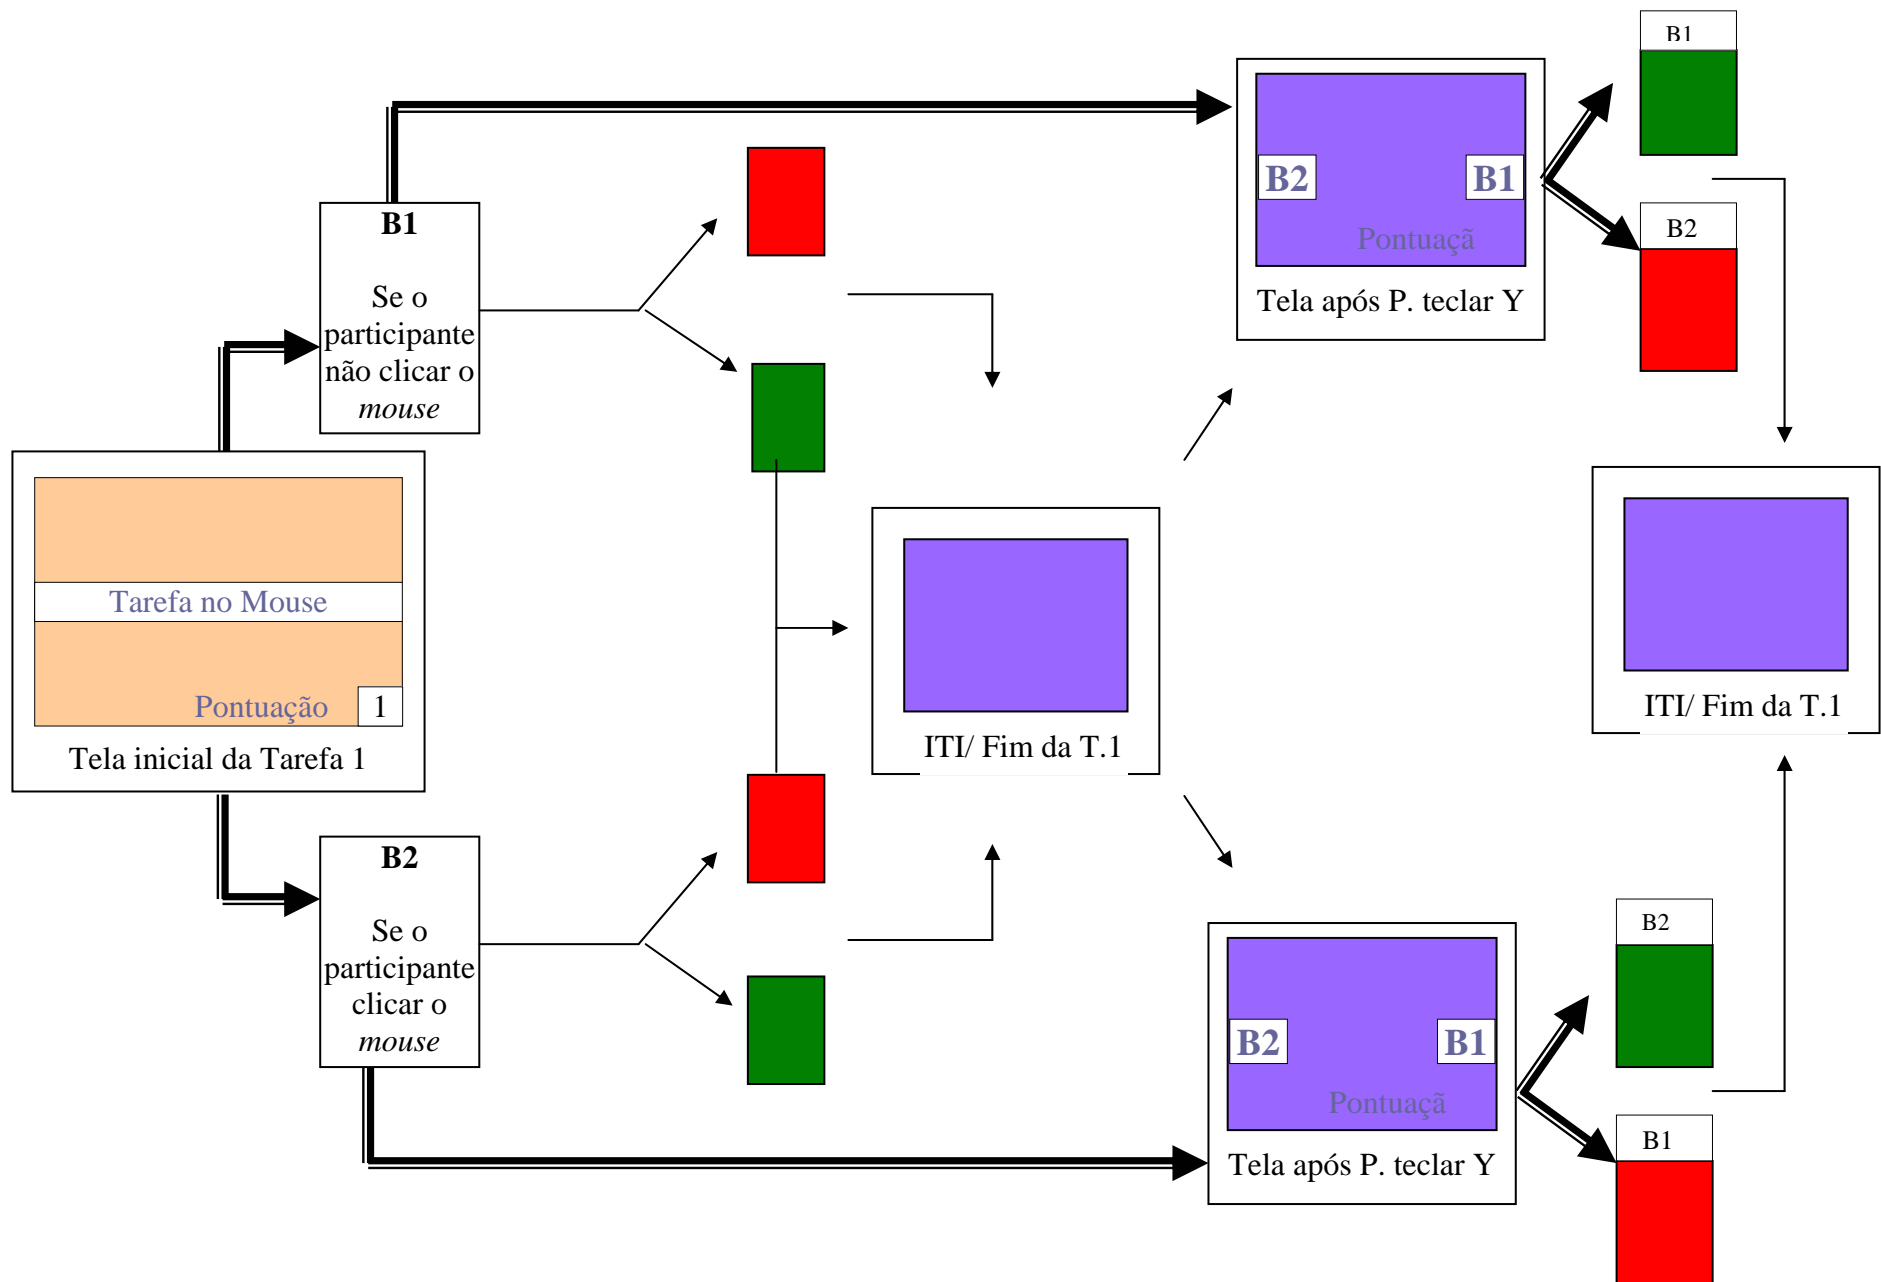 B1
Se o
participante
não clicar o
mouse
Tarefa no Mouse
Pontuação 1
Tela inicial da Tarefa 1
B2
Se o
participante
clicar o
mouse
ITI/ Fim da T.1
B2 B1
Pontuaçã
Tela após P. teclar Y
B1
B2
ITI/ Fim da T.1
B2 B1
Pontuaçã
Tela após P. teclar Y
B2
B1